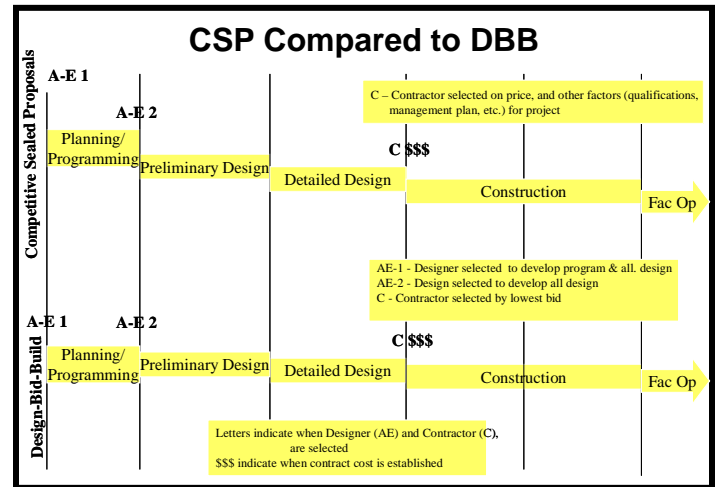 CSP Compared to DBB
Competitive Sealed Proposals
A-E 1
C – Contractor selected on price, and other factors (qualifications,
management plan, etc.) for project
A-E 2
Planning/
Programming
Preliminary Design
C $$$
Detailed Design
Construction
Fac Op
AE-1 - Designer selected to develop program & all. design
AE-2 - Design selected to develop all design
C - Contractor selected by lowest bid
Design-Bid-Build
A-E 1
A-E 2
C $$$
Planning/
Programming
Preliminary Design
Detailed Design
Construction
Fac Op
Letters indicate when Designer (AE) and Contractor (C),
are selected
$$$ indicate when contract cost is established